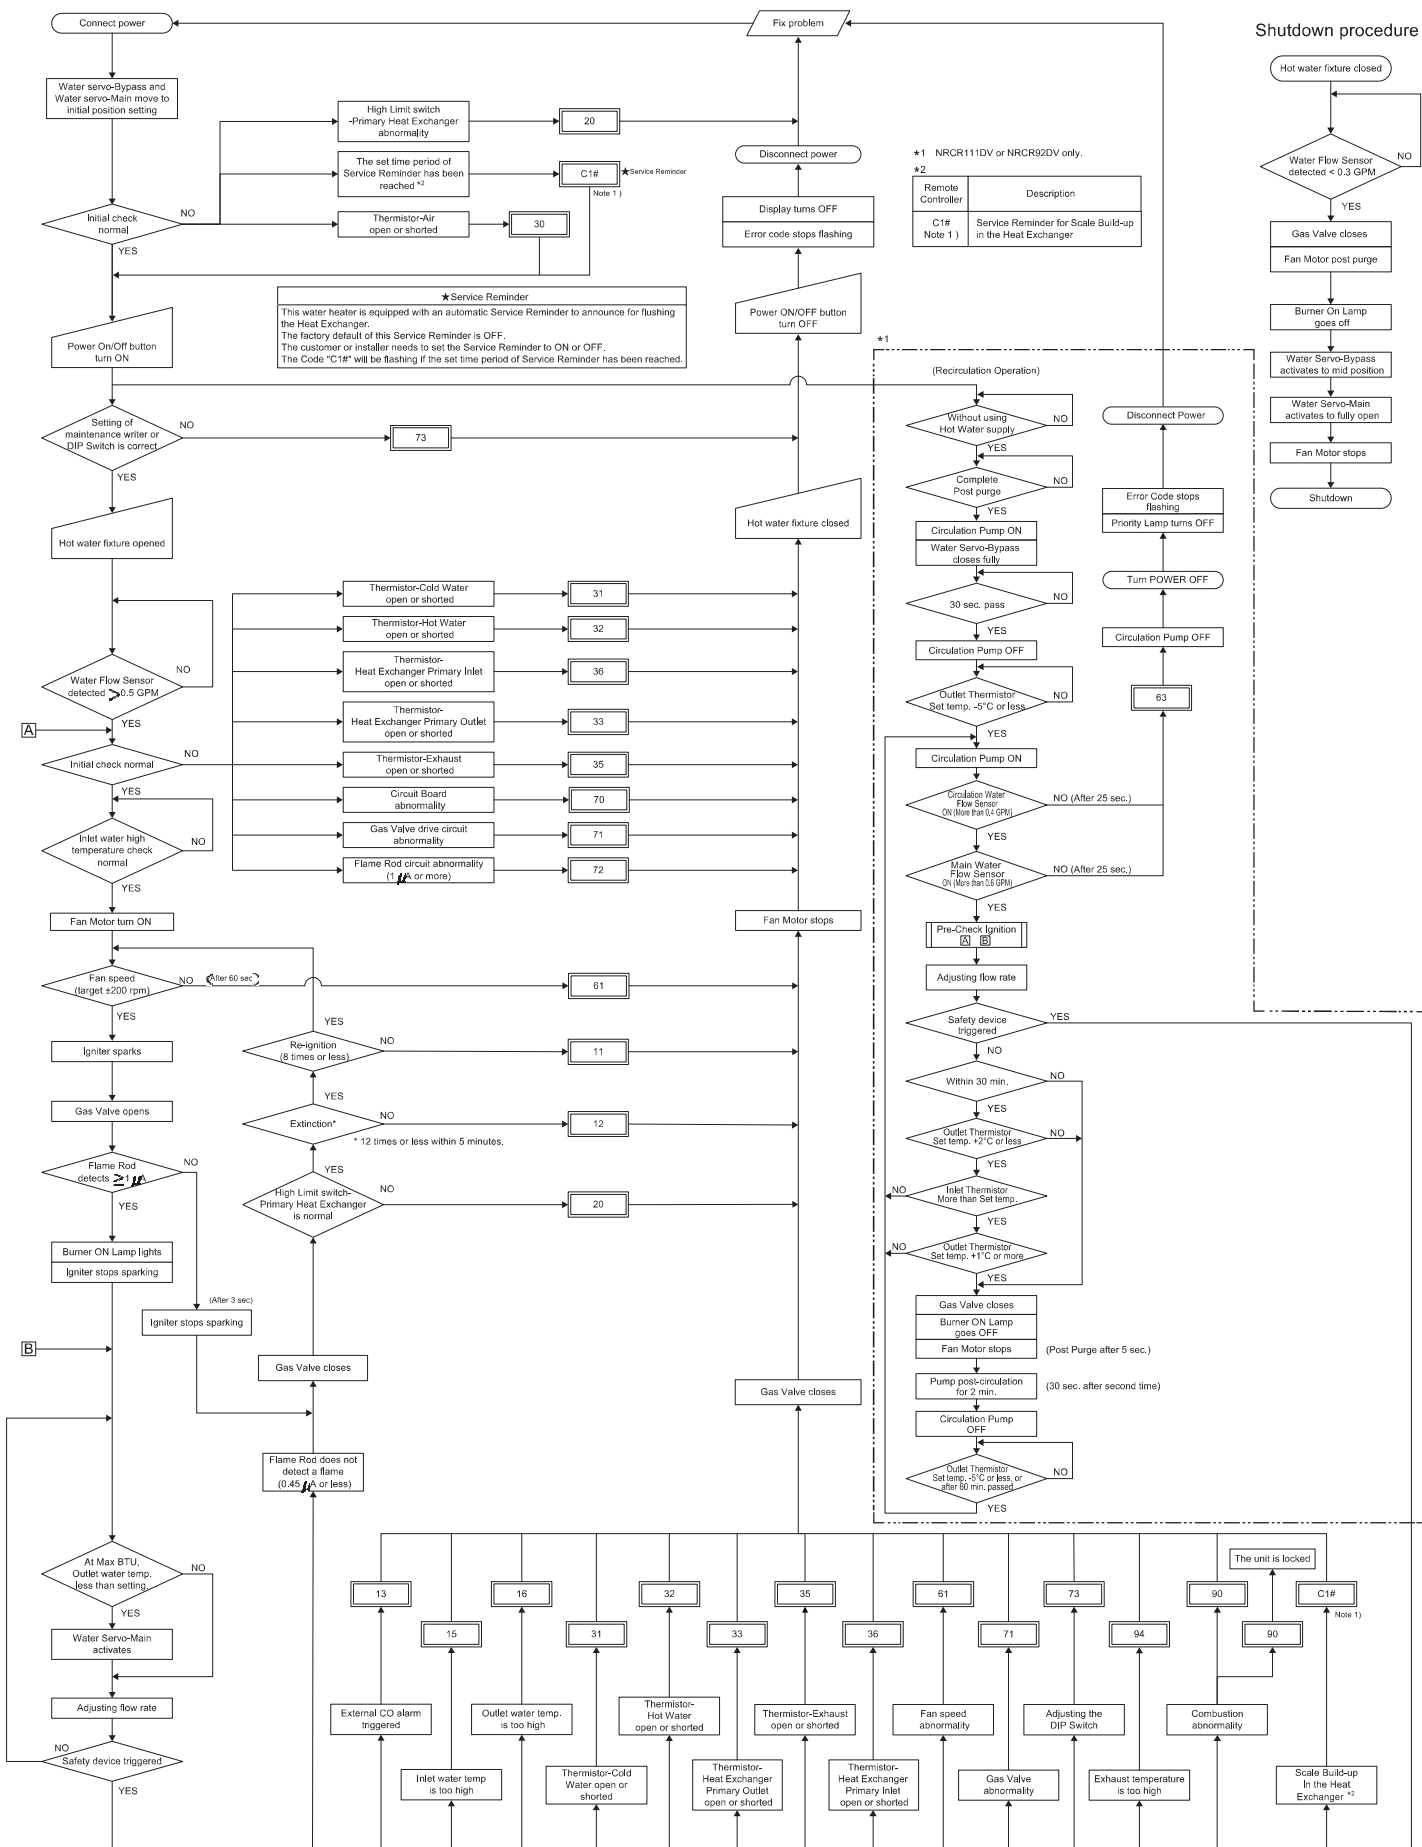 Connect power
Fix problem
Shutdown procedure
Water servo-Bypass and
Water servo-Main move to
initial position setting
High Limit switch
-Primary Heat Exchanger
abnormality
20
The set time period of
Service Reminder has been
reached *2
C1#
★Service Reminder
Note 1 )
Initial check
normal
NO
YES
Thermistor-Air
open or shorted
30
Disconnect power
Display turns OFF
Error code stops flashing
*1 NRCR111DV or NRCR92DV only.
*2
Remote
Controller
Description
C1#
Note 1 )
Service Reminder for Scale Build-up
in the Heat Exchanger
Hot water fixture closed
Water Flow Sensor
detected < 0.3 GPM
NO
YES
Gas Valve closes
Fan Motor post purge
Burner On Lamp
goes off
Water Servo-Bypass
activates to mid position
Water Servo-Main
activates to fully open
Fan Motor stops
Shutdown
★Service Reminder
This water heater is equipped with an automatic Service Reminder to announce for flushing
the Heat Exchanger.
The factory default of this Service Reminder is OFF.
The customer or installer needs to set the Service Reminder to ON or OFF.
The Code "C1#" will be flashing if the set time period of Service Reminder has been reached.
Power On/Off button
turn ON
Power ON/OFF button
turn OFF
Setting of
maintenance writer or
DIP Switch is correct
NO
73
YES
Hot water fixture opened
Hot water fixture closed
Water Flow Sensor
detected ≥0.5 GPM
NO
YES
A
Initial check normal
NO
YES
Thermistor-Cold Water
open or shorted
31
Thermistor-Hot Water
open or shorted
32
Thermistor-
Heat Exchanger Primary Inlet
open or shorted
36
Thermistor-
Heat Exchanger Primary Outlet
open or shorted
33
Thermistor-Exhaust
open or shorted
35
Circuit Board
abnormality
70
Gas Valve drive circuit
abnormality
71
Flame Rod circuit abnormality
(1 μA or more)
72
Inlet water high
temperature check
normal
NO
YES
Fan Motor turn ON
Fan Motor stops
Fan speed
(target ±200 rpm)
NO
(After 60 sec)
61
YES
Igniter sparks
Re-ignition
(8 times or less)
YES
NO
11
Gas Valve opens
Extinction*
YES
NO
12
* 12 times or less within 5 minutes.
Flame Rod
detects ≥1 μA
NO
YES
High Limit switch-
Primary Heat Exchanger
is normal
YES
NO
20
Burner ON Lamp lights
Igniter stops sparking
(After 3 sec)
Igniter stops sparking
B
Gas Valve closes
Gas Valve closes
Flame Rod does not
detect a flame
(0.45 μA or less)
At Max BTU,
Outlet water temp.
less than setting.
NO
YES
Water Servo-Main
activates
Adjusting flow rate
NO
Safety device triggered
YES
*1
(Recirculation Operation)
Without using
Hot Water supply
NO
YES
Complete
Post purge
NO
YES
Circulation Pump ON
Water Servo-Bypass
closes fully
30 sec. pass
NO
YES
Circulation Pump OFF
Outlet Thermistor
Set temp. -5°C or less
NO
YES
Circulation Pump ON
Circulation Water
Flow Sensor
ON (More than 0.4 GPM)
NO (After 25 sec.)
YES
Main Water
Flow Sensor
ON (More than 0.6 GPM)
NO (After 25 sec.)
YES
Pre-Check Ignition
A B
Adjusting flow rate
Safety device
triggered
YES
NO
Within 30 min.
NO
YES
Outlet Thermistor
Set temp. +2°C or less
NO
YES
NO
Inlet Thermistor
More than Set temp.
YES
NO
Outlet Thermistor
Set temp. +1°C or more
YES
Gas Valve closes
Burner ON Lamp
goes OFF
Fan Motor stops
(Post Purge after 5 sec.)
Pump post-circulation
for 2 min.
(30 sec. after second time)
Circulation Pump
OFF
Outlet Thermistor
Set temp. -5°C or less, or
after 60 min. passed
NO
YES
Disconnect Power
Error Code stops
flashing
Priority Lamp turns OFF
Turn POWER OFF
Circulation Pump OFF
63
13
External CO alarm
triggered
15
Inlet water temp
is too high
16
Outlet water temp.
is too high
31
Thermistor-Cold
Water open or
shorted
32
Thermistor-
Hot Water
open or shorted
33
Thermistor-
Heat Exchanger
Primary Outlet
open or shorted
35
Thermistor-Exhaust
open or shorted
36
Thermistor-
Heat Exchanger
Primary Inlet
open or shorted
61
Fan speed
abnormality
71
Gas Valve
abnormality
73
Adjusting the
DIP Switch
94
Exhaust temperature
is too high
90
The unit is locked
90
Combustion
abnormality
C1#
Note 1)
Scale Build-up
In the Heat
Exchanger *2